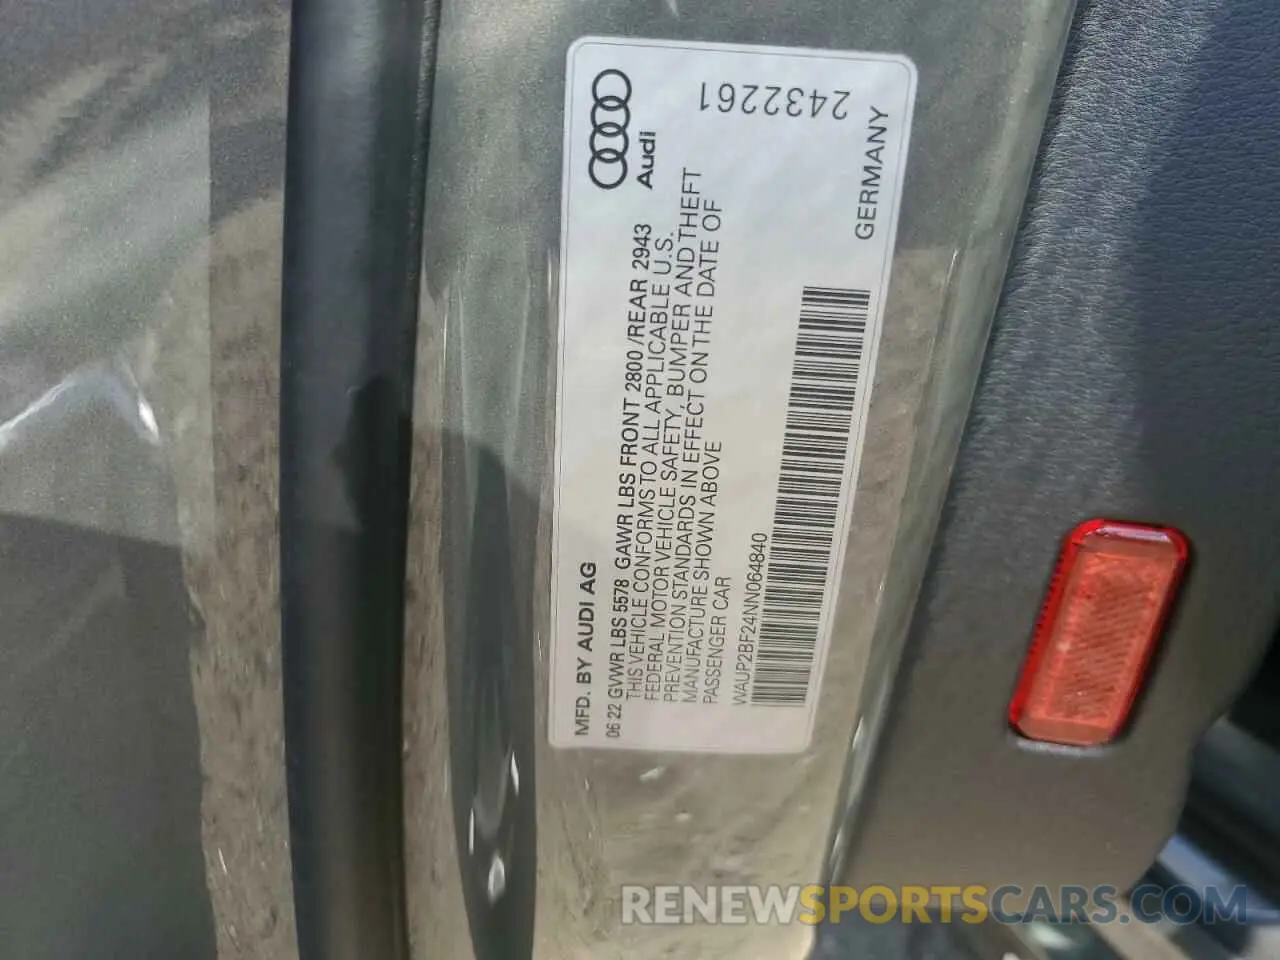 Audi
MFD. BY AUDI AG
06 22 GVWR LBS 5578 GAWR LBS FRONT 2800/REAR 2943
THIS VEHICLE CONFORMS TO ALL APPLICABLE U.S.
FEDERAL MOTOR VEHICLE SAFETY, BUMPER AND THEFT
PREVENTION STANDARDS IN EFFECT ON THE DATE OF
MANUFACTURE SHOWN ABOVE
PASSENGER CAR
WAUP2BF24NN064840
2432261
GERMANY
RENEWSPORTSCARS.COM